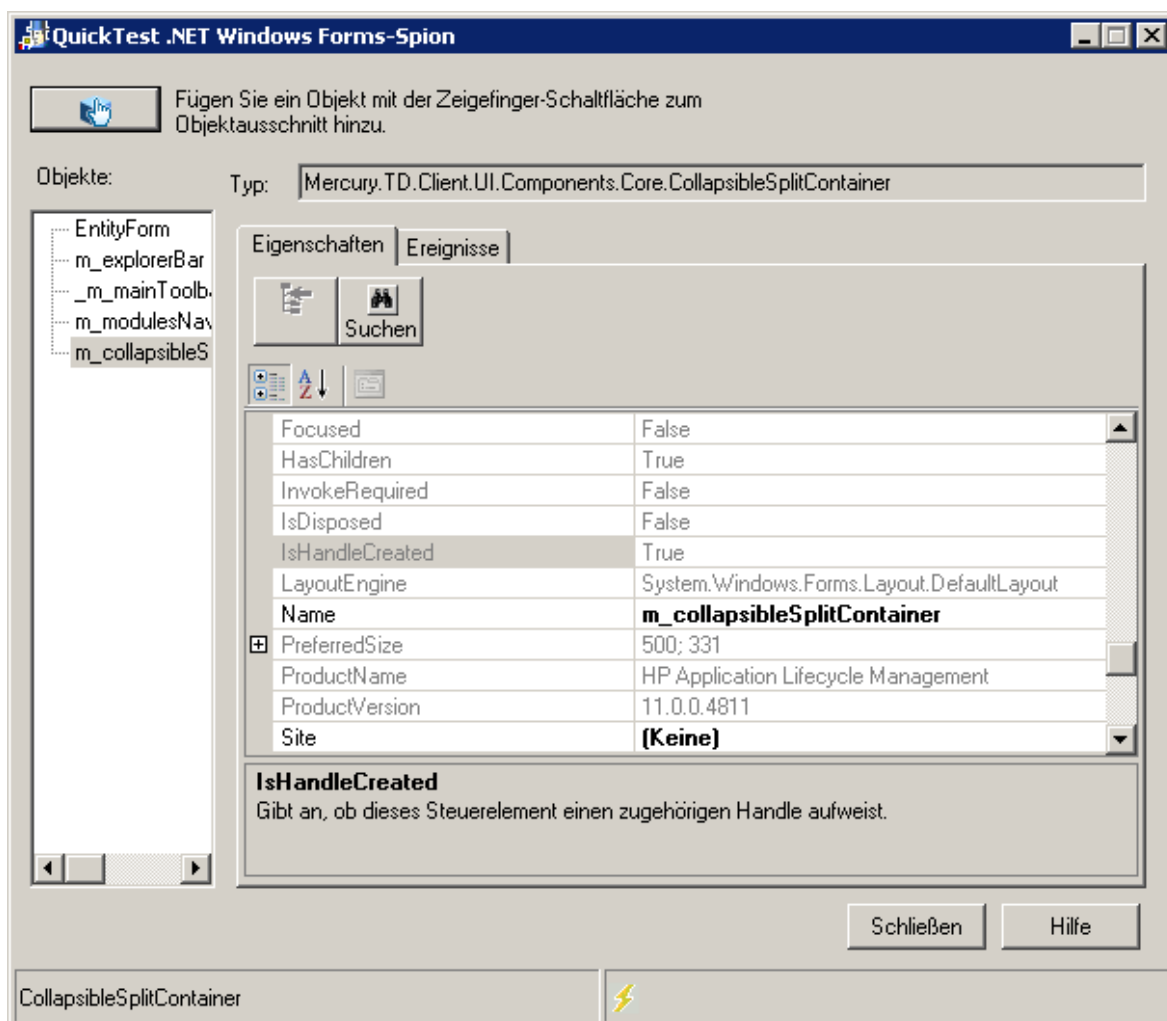 QuickTest .NET Windows Forms-Spion
Fügen Sie ein Objekt mit der Zeigefinger-Schaltfläche zum
Objektausschnitt hinzu.
Objekte:
Typ: Mercury.TD.Client.UI.Components.Core.CollapsibleSplitContainer
EntityForm
m_explorerBar
_m_mainToolb
m_modulesNav
m_collapsibleS
Eigenschaften Ereignisse
Suchen
A
Z
Focused False
HasChildren True
InvokeRequired False
IsDisposed False
IsHandleCreated True
LayoutEngine System.Windows.Forms.Layout.DefaultLayout
Name m_collapsibleSplitContainer
PreferredSize 500; 331
ProductName HP Application Lifecycle Management
ProductVersion 11.0.0.4811
Site (Keine)
IsHandleCreated
Gibt an, ob dieses Steuerelement einen zugehörigen Handle aufweist.
Schließen Hilfe
CollapsibleSplitContainer